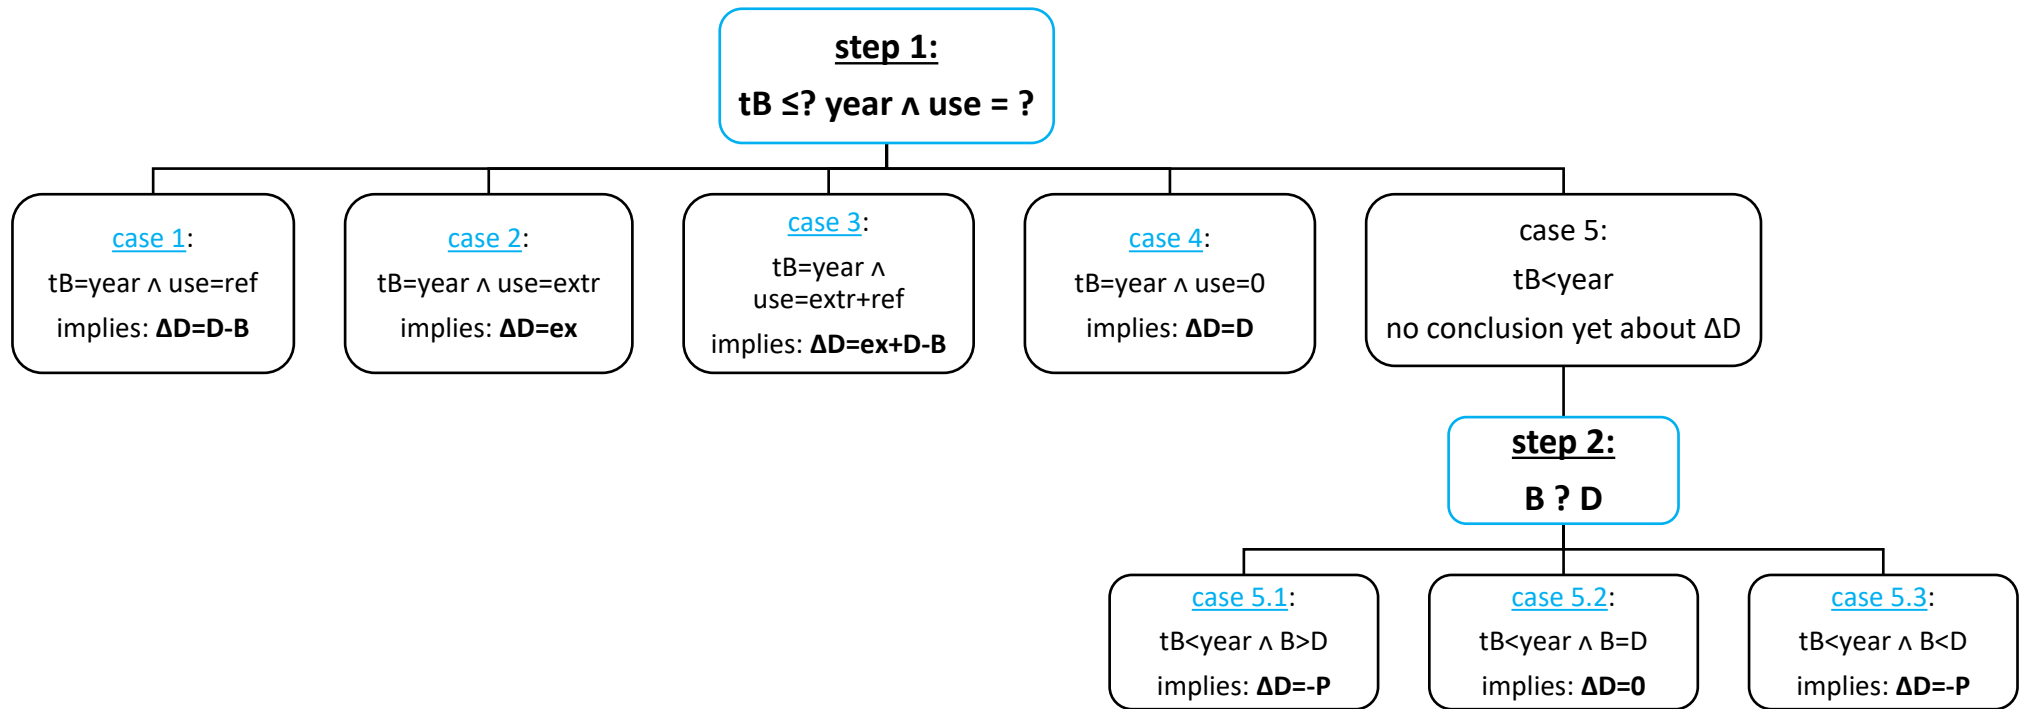 step 1:
tB ≤? year ∧ use = ?
case 1:
tB=year ∧ use=ref
implies: ΔD=D-B
case 2:
tB=year ∧ use=extr
implies: ΔD=ex
case 3:
tB=year ∧
use=extr+ref
implies: ΔD=ex+D-B
case 4:
tB=year ∧ use=0
implies: ΔD=D
case 5:
tB<year
no conclusion yet about ΔD
step 2:
B ? D
case 5.1:
tB<year ∧ B>D
implies: ΔD=-P
case 5.2:
tB<year ∧ B=D
implies: ΔD=0
case 5.3:
tB<year ∧ B<D
implies: ΔD=-P